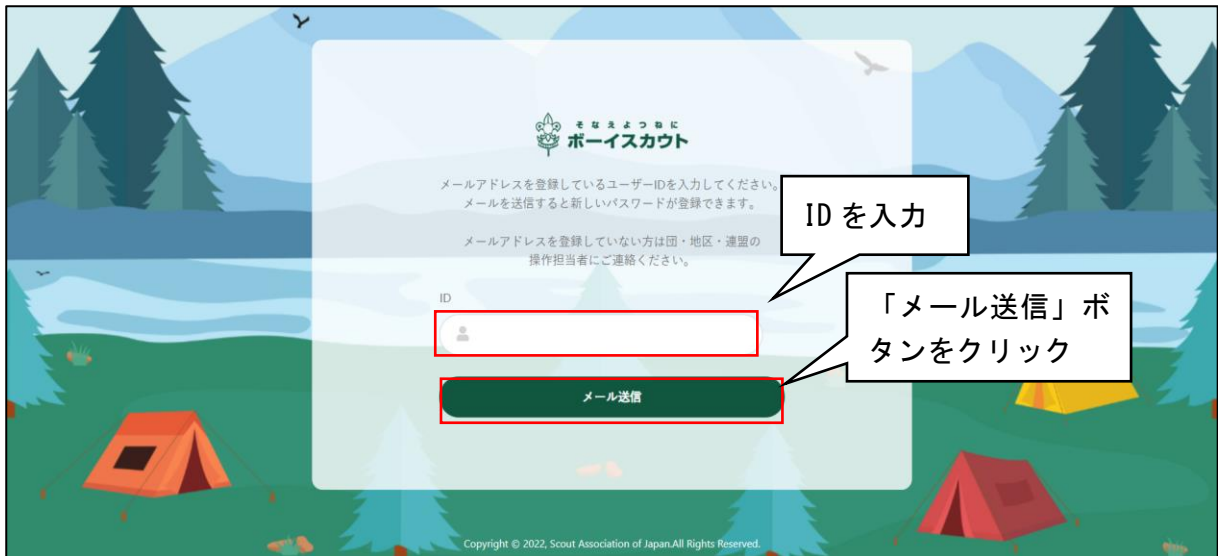 そなえよつねに
ボーイスカウト
メールアドレスを登録しているユーザーIDを入力してください。
メールを送信すると新しいパスワードが登録できます。
メールアドレスを登録していない方は団・地区・連盟の
操作担当者にご連絡ください。
ID を入力
ID
「メール送信」ボ
タンをクリック
メール送信
Copyright © 2022, Scout Association of Japan.All Rights Reserved.